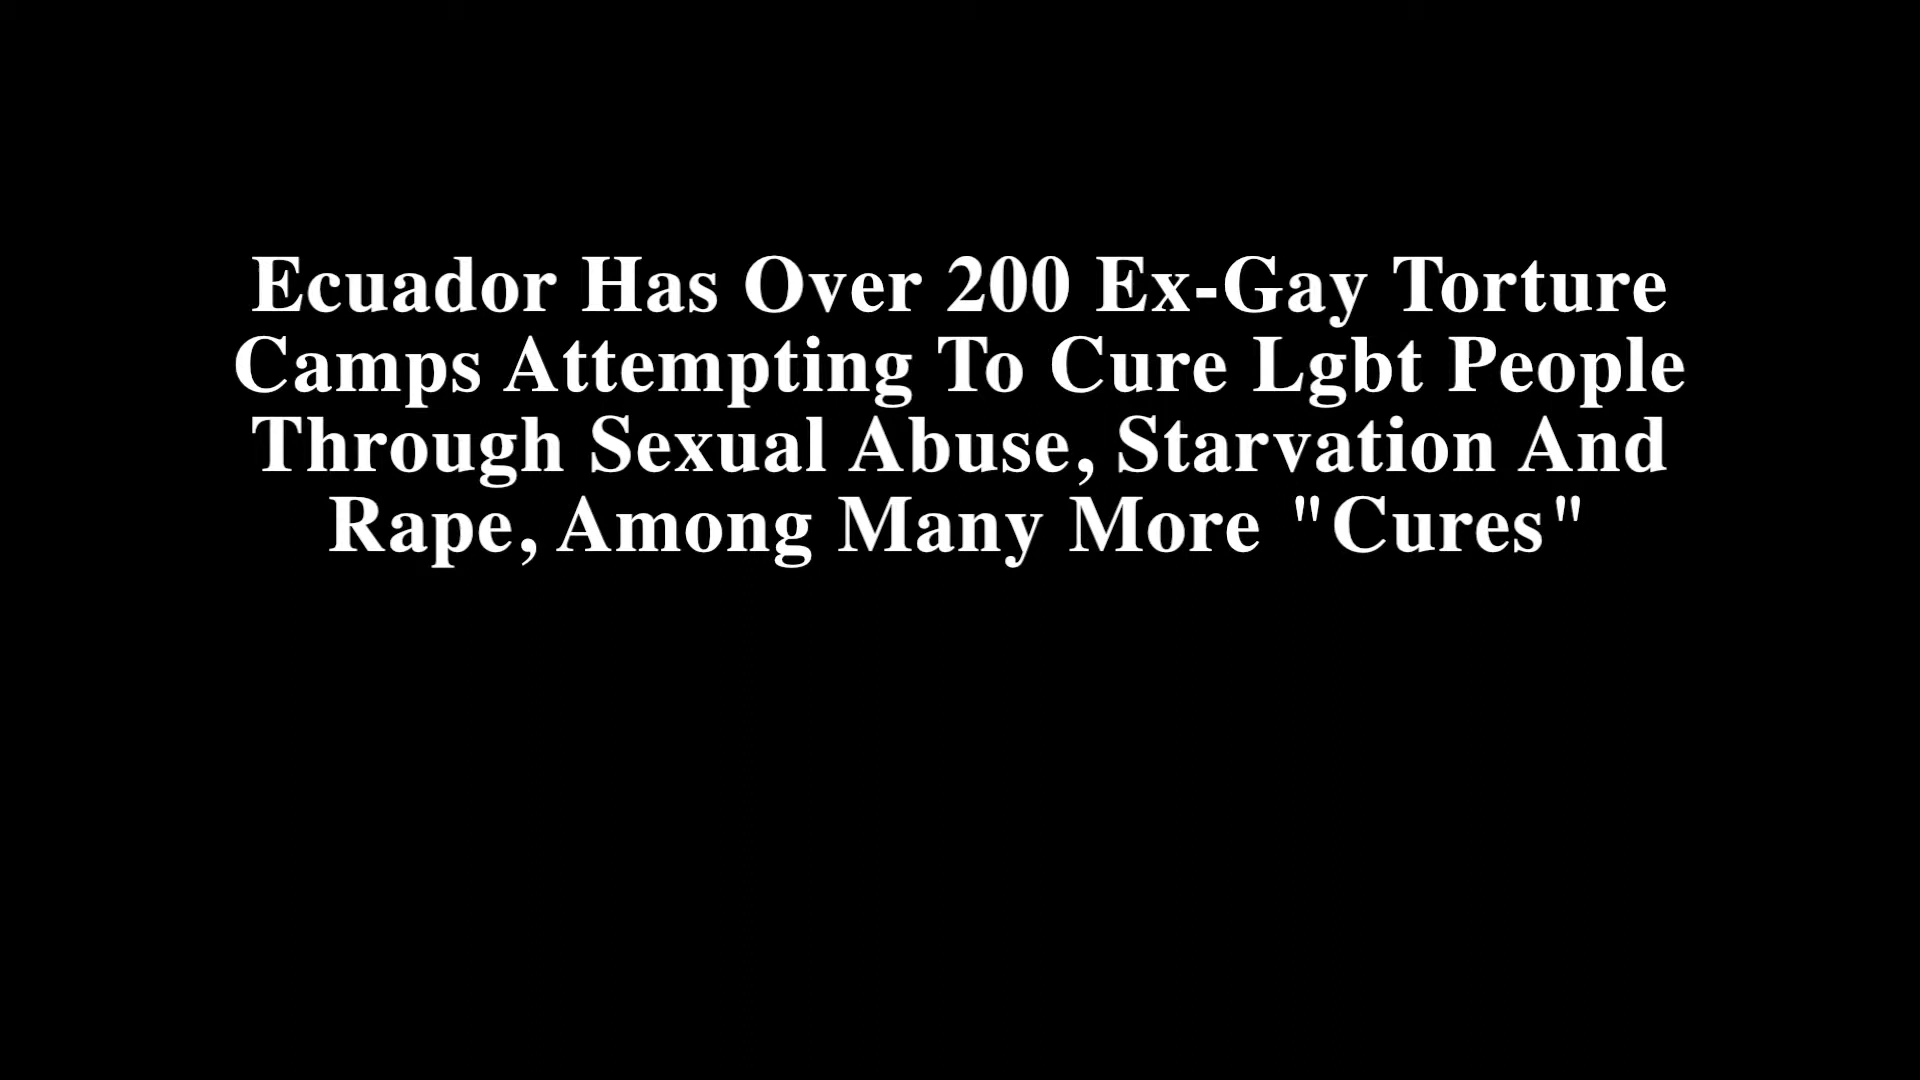 Ecuador Has Over 200 Ex-Gay Torture
Camps Attempting To Cure Lgbt People
Through Sexual Abuse, Starvation And
Rape, Among Many More "Cures"